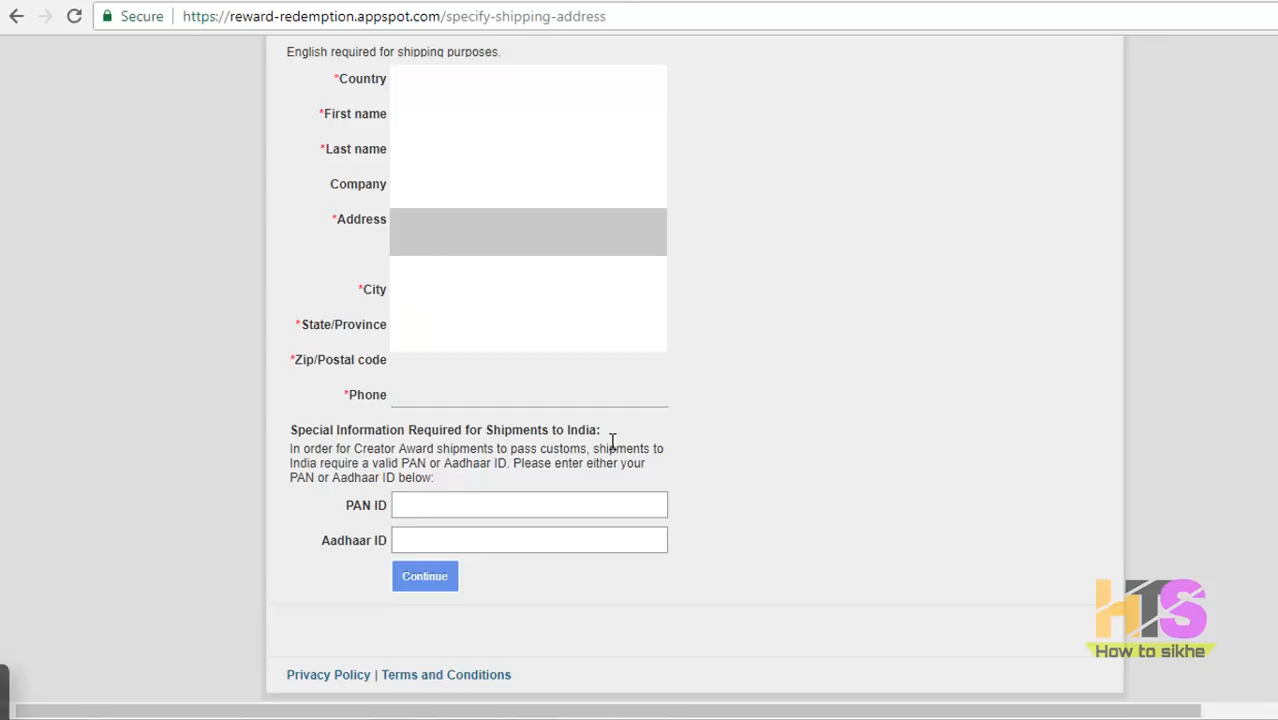 Secure
https://reward-redemption.appspot.com/specify-shipping-address
English required for shipping purposes.
*Country
*First name
*Last name
Company
*Address
*City
*State/Province
*Zip/Postal code
*Phone
Special Information Required for Shipments to India:
In order for Creator Award shipments to pass customs, shipments to
India require a valid PAN or Aadhaar ID. Please enter either your
PAN or Aadhaar ID below:
PAN ID
Aadhaar ID
Continue
HTS
How to sikhe
Privacy Policy | Terms and Conditions